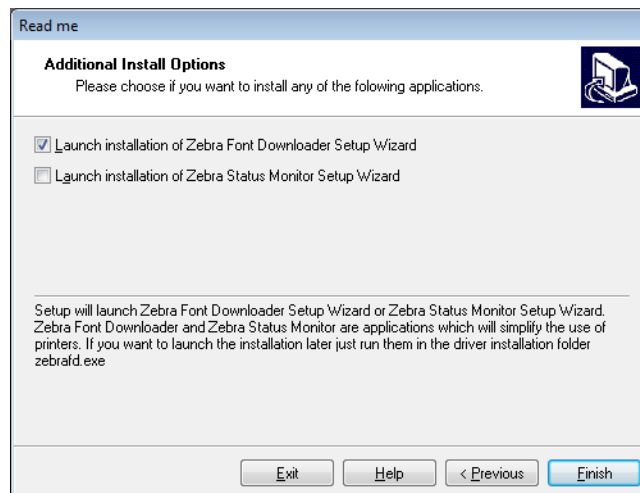 Read me
Additional Install Options
Please choose if you want to install any of the folowing applications.
Launch installation of Zebra Font Downloader Setup Wizard
Launch installation of Zebra Status Monitor Setup Wizard
Setup will launch Zebra Font Downloader Setup Wizard or Zebra Status Monitor Setup Wizard.
Zebra Font Downloader and Zebra Status Monitor are applications which will simplify the use of
printers. If you want to launch the installation later just run them in the driver installation folder
zebrafd.exe
Exit
Help
< Previous
Finish